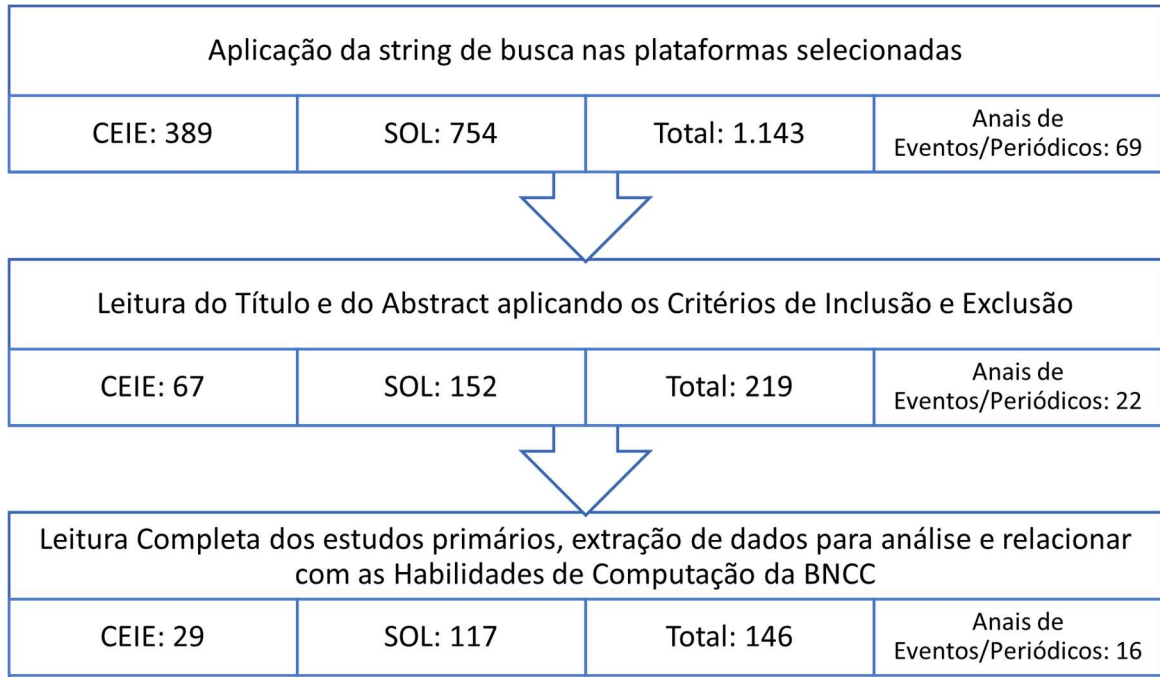 Aplicação da string de busca nas plataformas selecionadas
CEIE: 389
SOL: 754
Total: 1.143
Anais de
Eventos/Periódicos: 69
Leitura do Título e do Abstract aplicando os Critérios de Inclusão e Exclusão
CEIE: 67
SOL: 152
Total: 219
Anais de
Eventos/Periódicos: 22
Leitura Completa dos estudos primários, extração de dados para análise e relacionar
com as Habilidades de Computação da BNCC
CEIE: 29
SOL: 117
Total: 146
Anais de
Eventos/Periódicos: 16